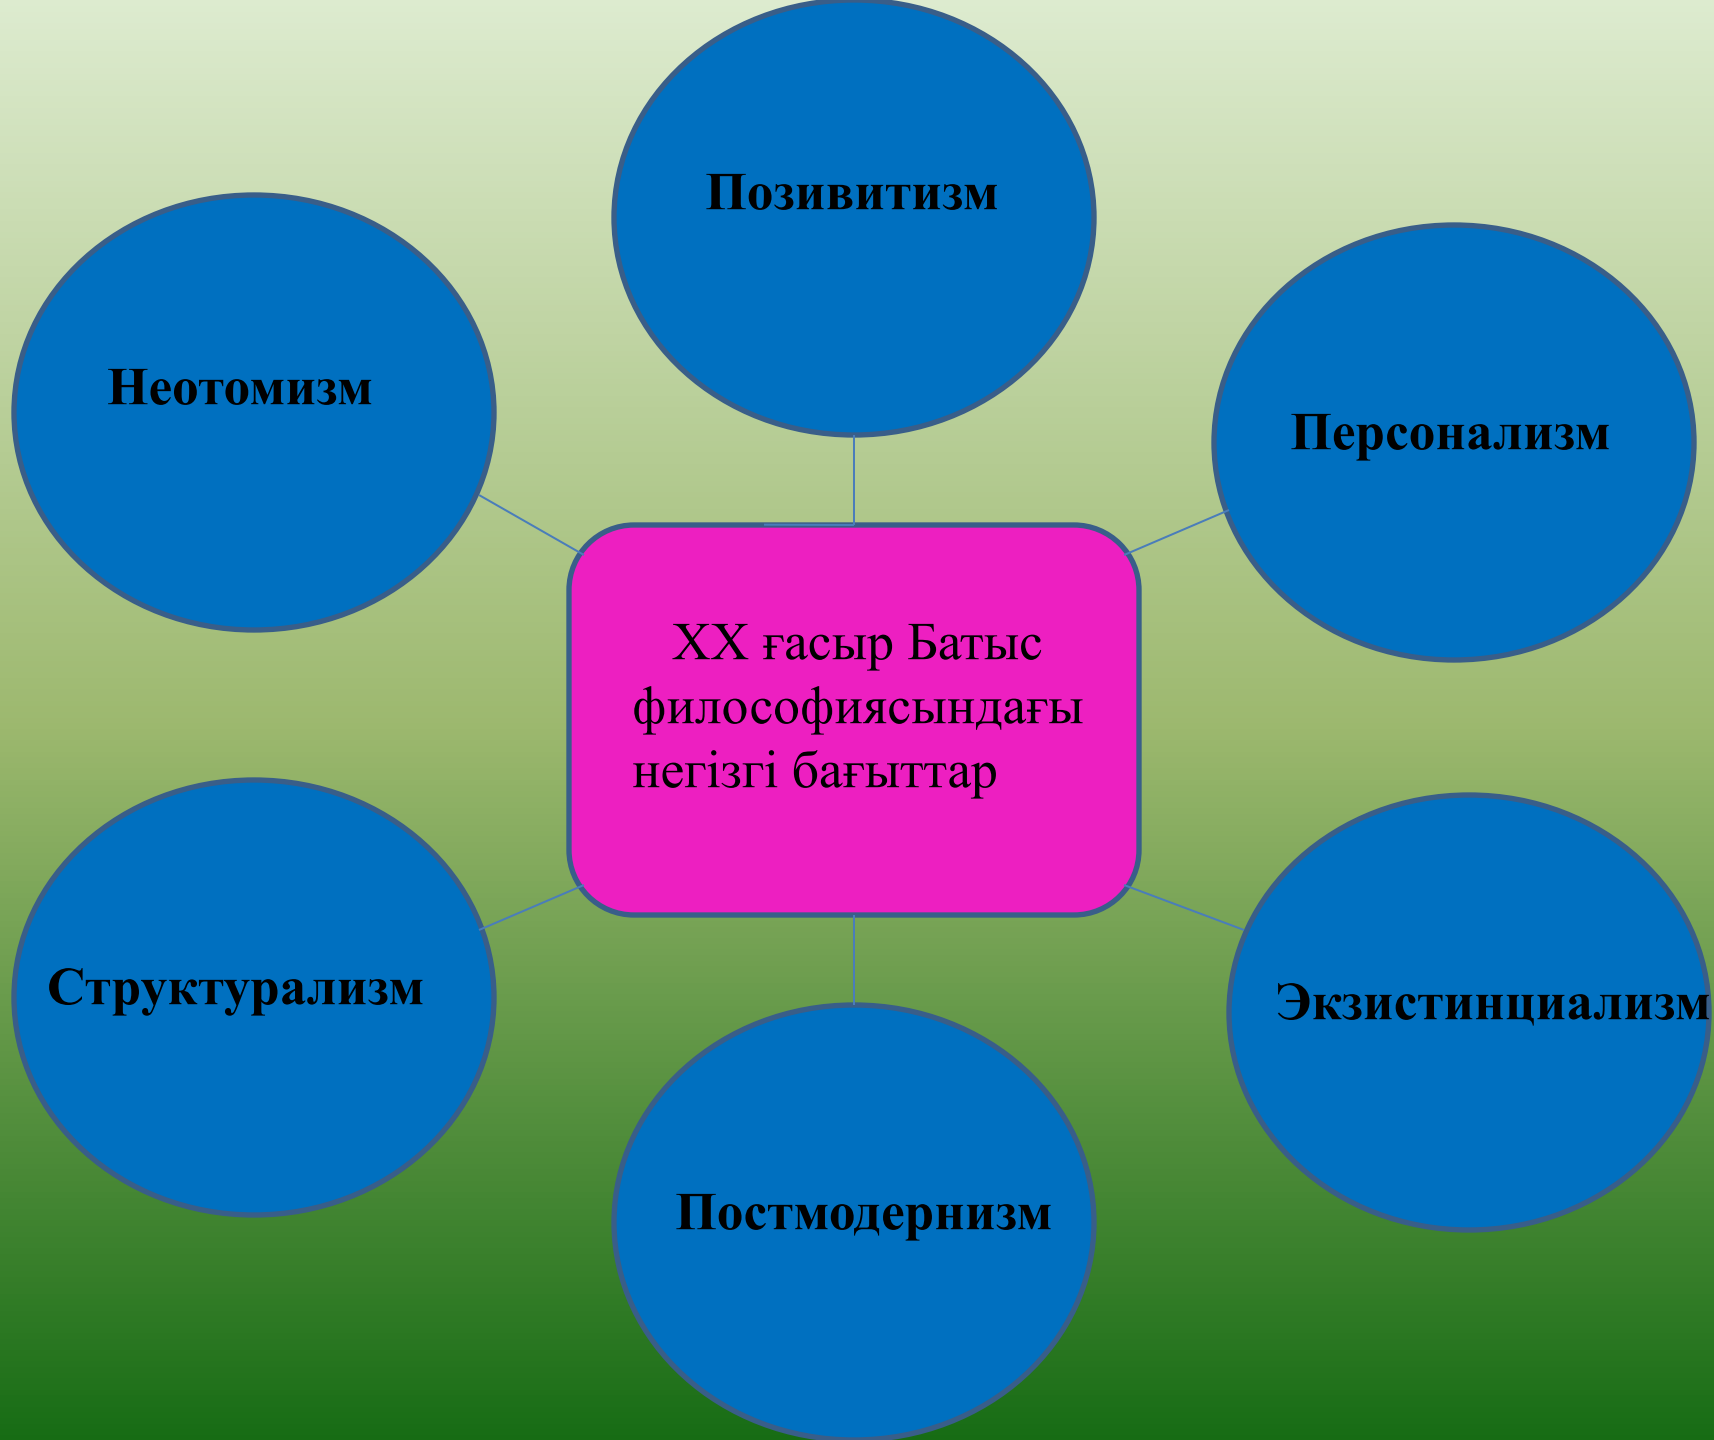 Позивитизм
Неотомизм
Персонализм
ХХ ғасыр Батыс
философиясындағы
негізгі бағыттар
Структурализм
Экзистинциализм
Постмодернизм